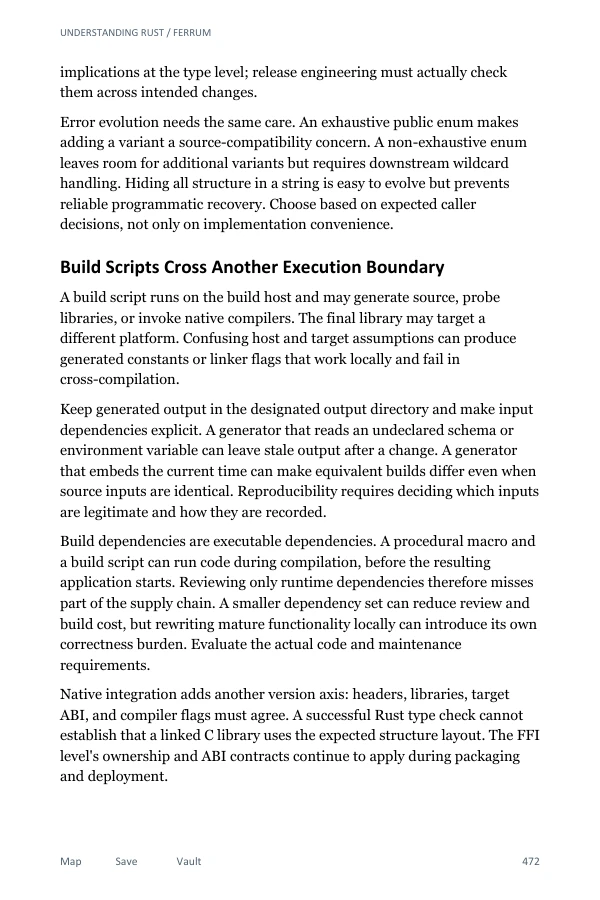 UNDERSTANDING RUST / FERRUM
implications at the type level; release engineering must actually check
them across intended changes.
Error evolution needs the same care. An exhaustive public enum makes
adding a variant a source-compatibility concern. A non-exhaustive enum
leaves room for additional variants but requires downstream wildcard
handling. Hiding all structure in a string is easy to evolve but prevents
reliable programmatic recovery. Choose based on expected caller
decisions, not only on implementation convenience.
Build Scripts Cross Another Execution Boundary
A build script runs on the build host and may generate source, probe
libraries, or invoke native compilers. The final library may target a
different platform. Confusing host and target assumptions can produce
generated constants or linker flags that work locally and fail in
cross-compilation.
Keep generated output in the designated output directory and make input
dependencies explicit. A generator that reads an undeclared schema or
environment variable can leave stale output after a change. A generator
that embeds the current time can make equivalent builds differ even when
source inputs are identical. Reproducibility requires deciding which inputs
are legitimate and how they are recorded.
Build dependencies are executable dependencies. A procedural macro and
a build script can run code during compilation, before the resulting
application starts. Reviewing only runtime dependencies therefore misses
part of the supply chain. A smaller dependency set can reduce review and
build cost, but rewriting mature functionality locally can introduce its own
correctness burden. Evaluate the actual code and maintenance
requirements.
Native integration adds another version axis: headers, libraries, target
ABI, and compiler flags must agree. A successful Rust type check cannot
establish that a linked C library uses the expected structure layout. The FFI
level's ownership and ABI contracts continue to apply during packaging
and deployment.
Map Save Vault 472